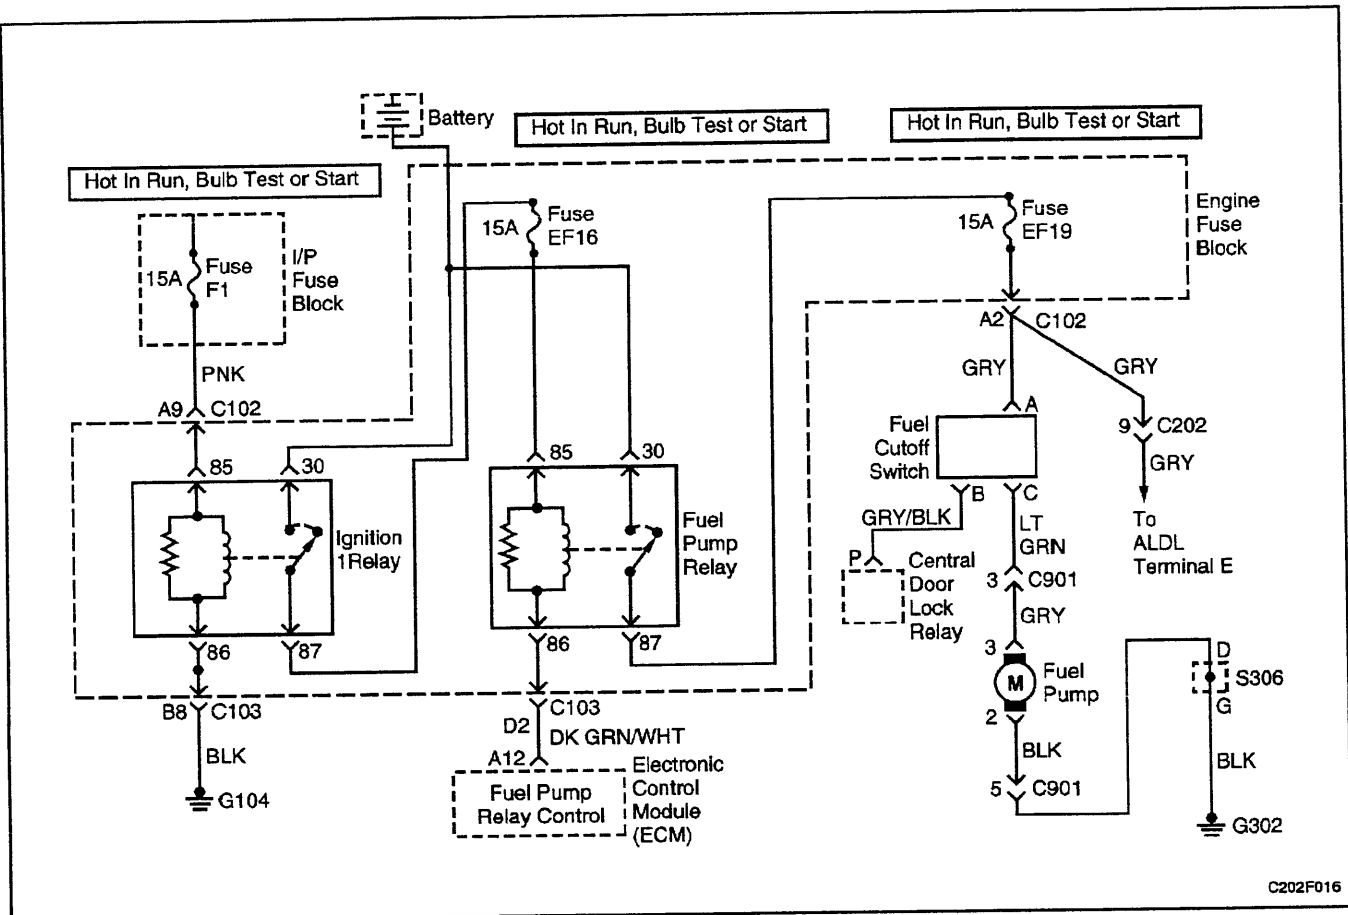 Battery
Hot In Run, Bulb Test or Start
Hot In Run, Bulb Test or Start
Hot In Run, Bulb Test or Start
15A
Fuse
F1
I/P
Fuse
Block
15A
Fuse
EF16
15A
Fuse
EF19
Engine
Fuse
Block
PNK
A9
C102
A2
C102
GRY
GRY
A
Fuel
Cutoff
Switch
9
C202
GRY
85
30
Ignition
1Relay
86
87
85
30
Fuel
Pump
Relay
86
87
B
C
GRY/BLK
LT
GRN
To
ALDL
Terminal E
P
Central
Door
Lock
Relay
3
C901
GRY
3
M
Fuel
Pump
2
BLK
5
C901
D
S306
G
BLK
G302
B8
C103
BLK
G104
C103
D2
DK GRN/WHT
A12
Fuel Pump
Relay Control
Electronic
Control
Module
(ECM)
C202F016